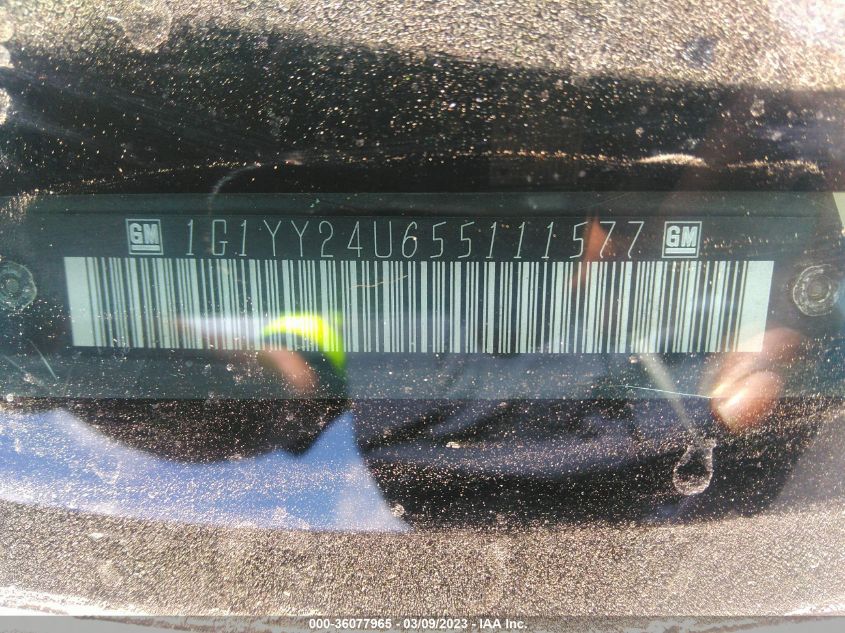 GM 1G1YY24U655111577 GM
000-36077965 - 03/09/2023 - IAA Inc.